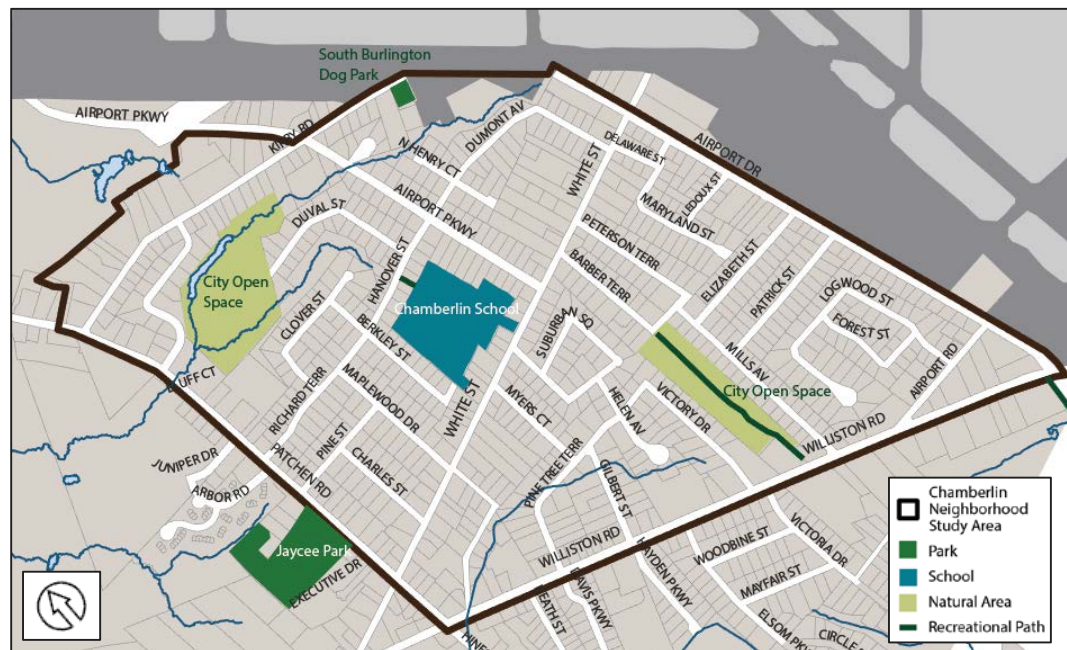 South Burlington
Dog Park
AIRPORT PKWY
KIRBY RD
N HENRY CT
DUMONT AV
DELAWARE ST
WHITE ST
AIRPORT DR
LEDOUX ST
MARYLAND ST
AIRPORT PKWY
DUVAL ST
PETERSON TERR
ELIZABETH ST
BARBER TERR
PATRICK ST
LOGWOOD ST
FOREST ST
City Open
Space
HANOVER ST
Chamberlin School
CLOVER ST
BERKLEY ST
SUBURBAN SQ
MILLS AV
AIRPORT RD
City Open Space
BLUFF CT
RICHARD TERR
MAPLEWOOD DR
WHITE ST
MYERS CT
HELEN AV
VICTORY DR
WILLISTON RD
JUNIPER DR
PATCHEN RD
PINE ST
CHARLES ST
PINE TREE TERR
GILBERT ST
ARBOR RD
Jaycee Park
EXECUTIVE DR
WILLISTON RD
HAYDEN PKWY
WOODBINE ST
VICTORIA DR
MAYFAIR ST
DAVIS PKWY
ELSOM PK
CIRCLE
HINE
EATH ST
Chamberlin
Neighborhood
Study Area
Park
School
Natural Area
Recreational Path